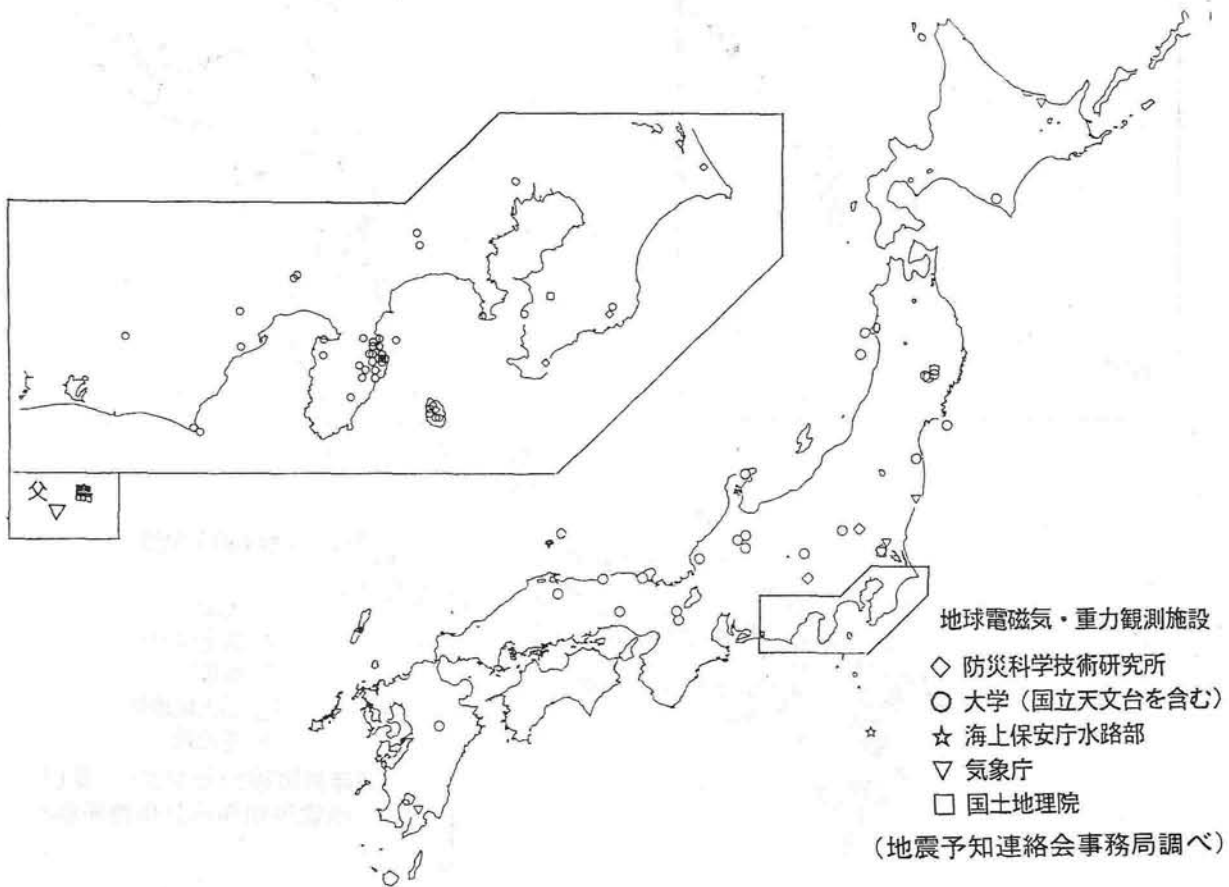 父島
地球電磁気・重力観測施設
◇ 防災科学技術研究所
○ 大学（国立天文台を含む）
☆ 海上保安庁水路部
▽ 気象庁
□ 国土地理院
（地震予知連絡会事務局調べ）